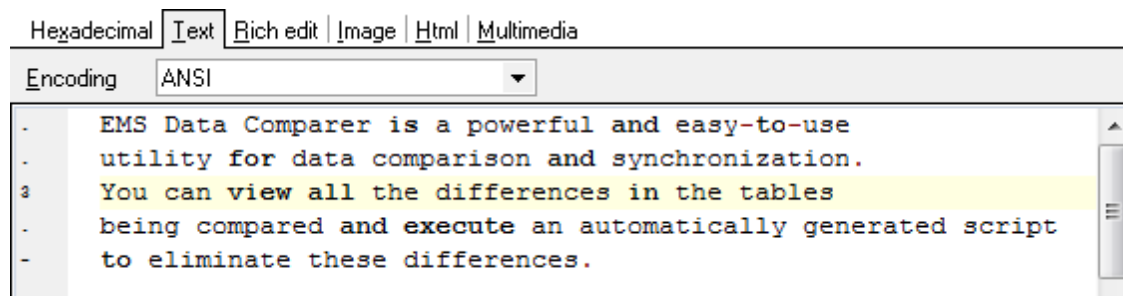 Hexadecimal Text Rich edit Image Html Multimedia
Encoding ANSI
. EMS Data Comparer is a powerful and easy-to-use
. utility for data comparison and synchronization.
3 You can view all the differences in the tables
. being compared and execute an automatically generated script
- to eliminate these differences.